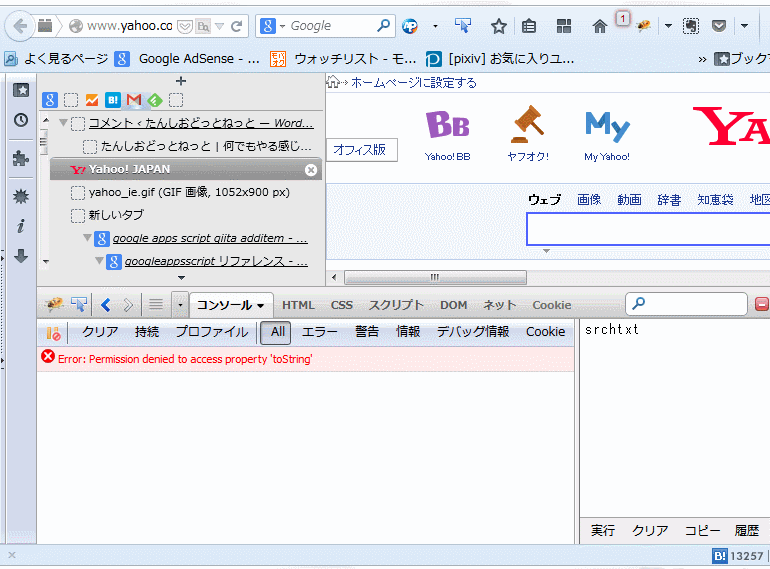 www.yahoo.co
Google
1
よく見るページ Google AdSense - ... ウォッチリスト - モ... [pixiv] お気に入りユ... » ブックマ
コメント ‹ たんしおどっとねっと — Word...
たんしおどっとねっと | 何でもやる感じ...
Yahoo! JAPAN
yahoo_ie.gif (GIF 画像, 1052x900 px)
新しいタブ
google apps script qiita additem - ...
googleappsscript リファレンス - ...
ホームページに設定する
オフィス版
BB
Yahoo! BB
ヤフオク!
My
My Yahoo!
YA
ウェブ 画像 動画 辞書 知恵袋 地図
コンソール HTML CSS スクリプト DOM ネット Cookie
クリア 持続 プロファイル All エラー 警告 情報 デバッグ情報 Cookie
Error: Permission denied to access property 'toString'
srchtxt
実行 クリア コピー 履歴
B! 13257